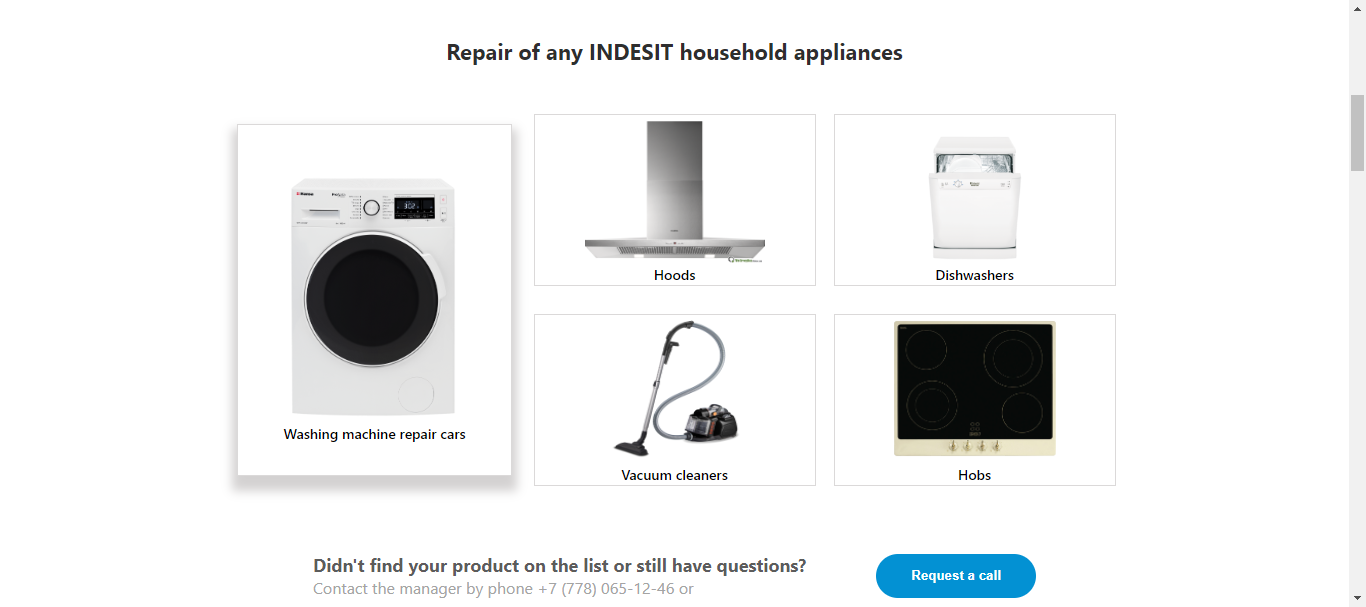 Repair of any INDESIT household appliances
Hansa
Washing machine repair cars
Hoods
Dishwashers
Vacuum cleaners
Hobs
Didn't find your product on the list or still have questions?
Contact the manager by phone +7 (778) 065-12-46 or
Request a call